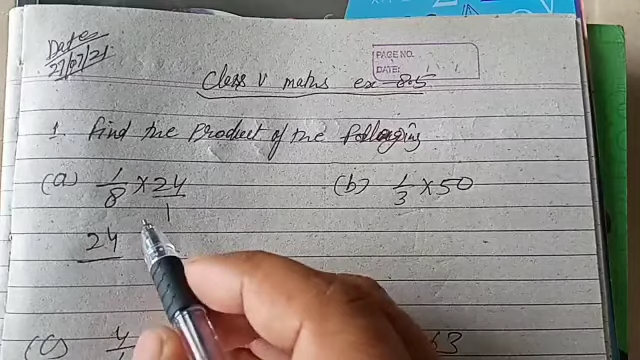 Date
27/07/21
PAGE NO.
DATE:
Class V maths ex-8.5
1. Find the Product of the Following
(a) 1/8 × 24/1
(b) 1/3 × 50
24
(c) 4
63